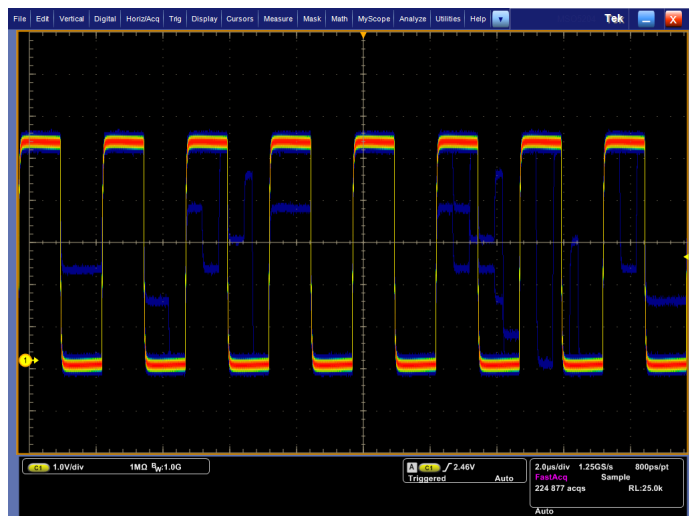 File Edit Vertical Digital Horiz/Acq Trig Display Cursors Measure Mask Math MyScope Analyze Utilities Help Tek X
1
C1 1.0V/div 1MΩ BW:1.0G
A C1 2.46V
Triggered Auto
2.0μs/div 1.25GS/s 800ps/pt
FastAcq Sample
224 877 acqs RL:25.0k
Auto